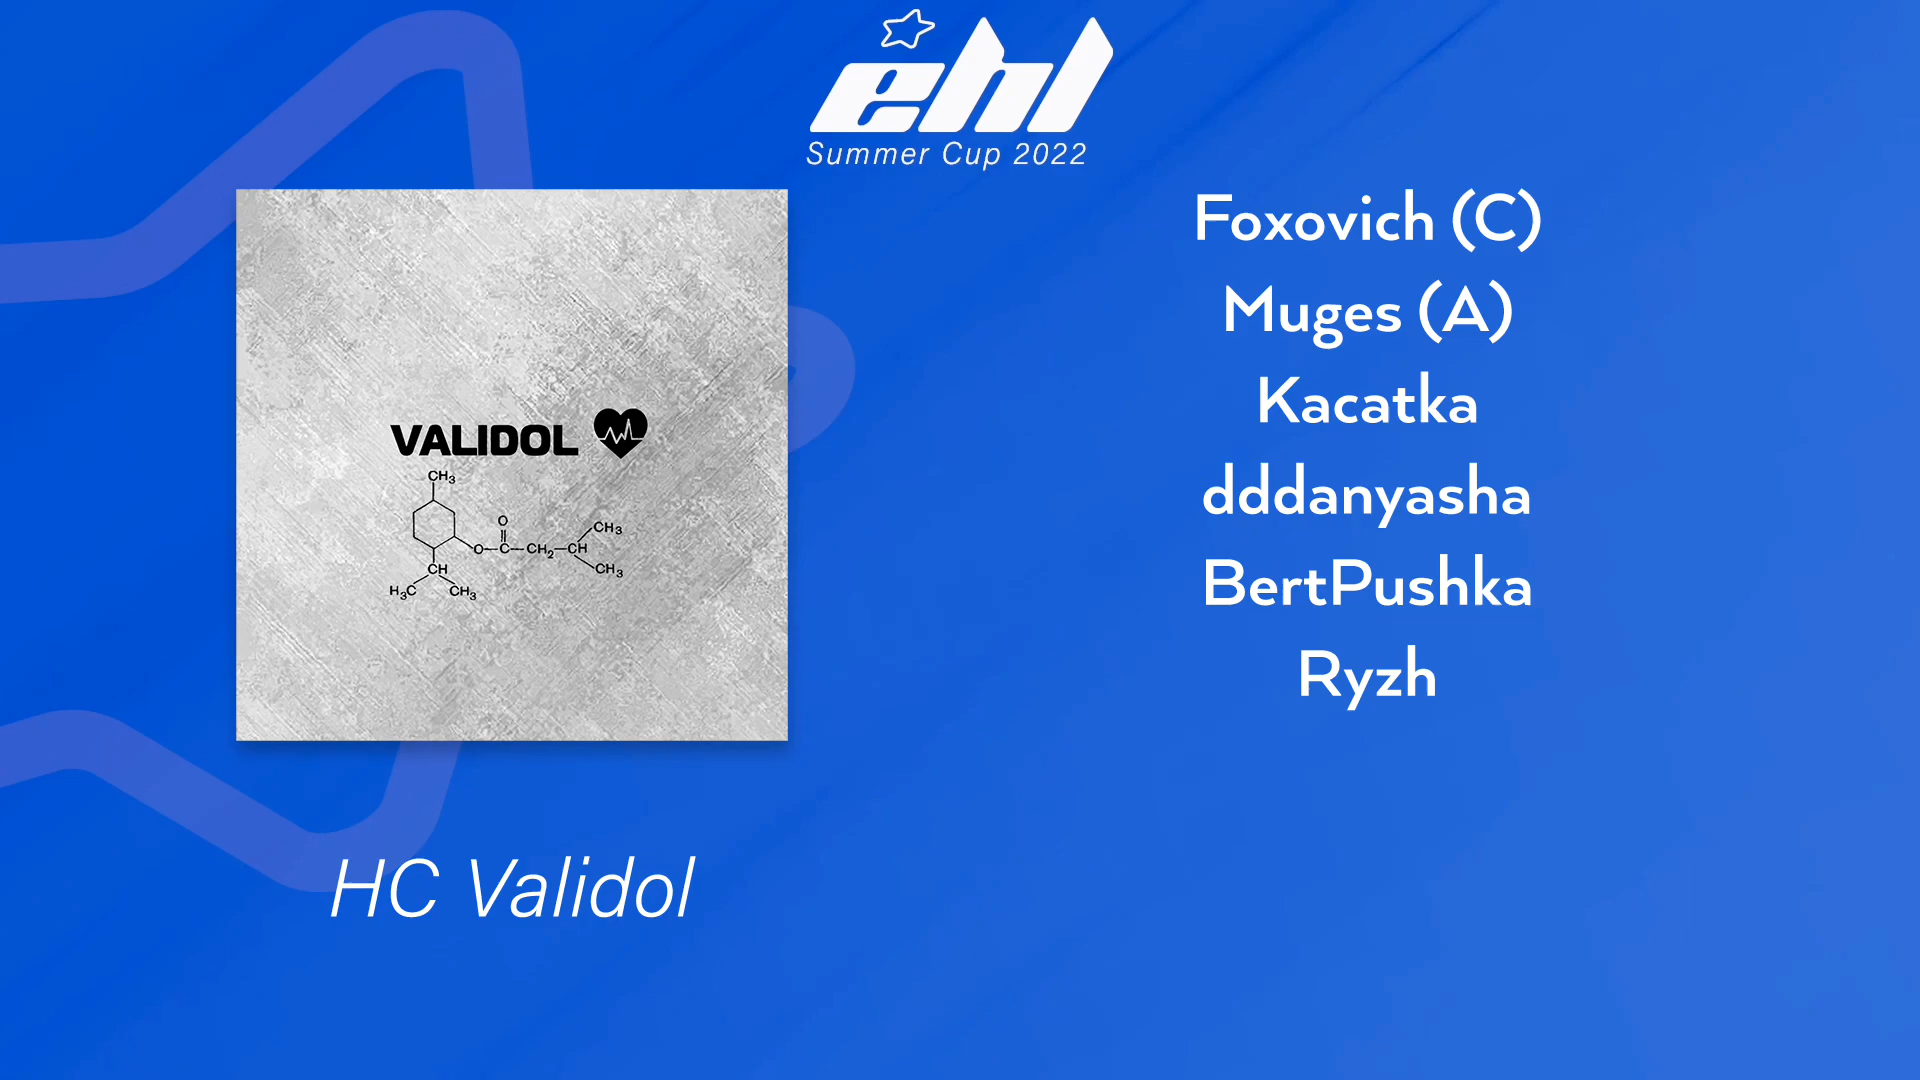 ehl
Summer Cup 2022
VALIDOL
CH3
O
O
C
CH2
CH
CH3
CH3
CH
H3C
CH3
HC Validol
Foxovich (C)
Muges (A)
Kacatka
dddanyasha
BertPushka
Ryzh